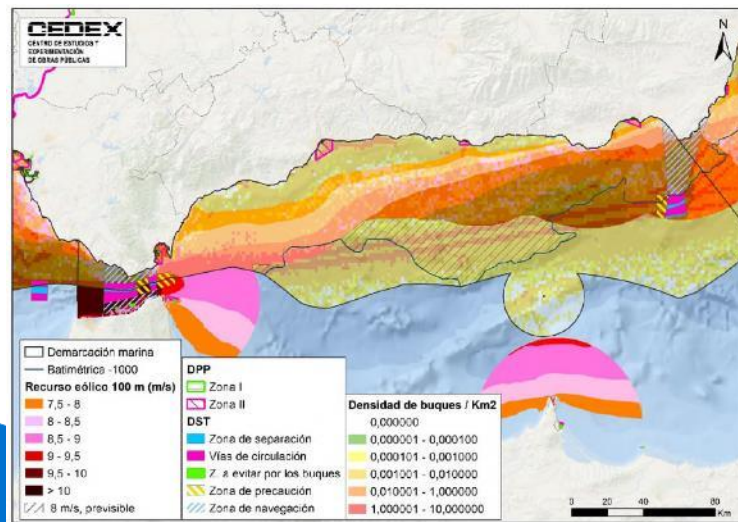 CEDEX
CENTRO DE ESTUDIOS Y
EXPERIMENTACIÓN
DE OBRAS PÚBLICAS
N
Demarcación marina
Batimétrica -1000
Recurso eólico 100 m (m/s)
7,5 - 8
8 - 8,5
8,5 - 9
9 - 9,5
9,5 - 10
> 10
8 m/s, previsible
DPP
Zona I
Zona II
DST
Zona de separación
Vías de circulación
Z. a evitar por los buques
Zona de precaución
Zona de navegación
Densidad de buques / Km2
0,000000
0,000001 - 0,000100
0,000101 - 0,001000
0,001001 - 0,010000
0,010001 - 1,000000
1,000001 - 10,000000
0 20 40 60 80
Km